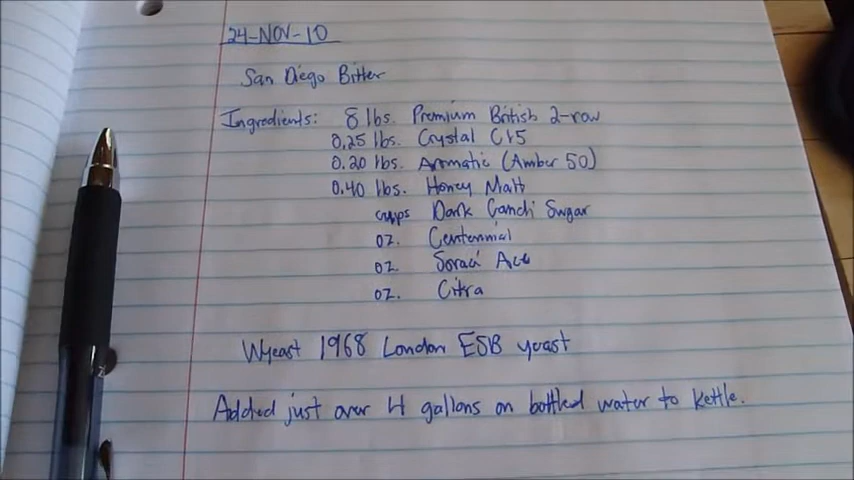 24-NOV-10
San Diego Bitter
Ingredients: 8 lbs. Premium British 2-row
0.25 lbs. Crystal C15
0.20 lbs. Aromatic (Amber 50)
0.40 lbs. Honey Malt
cups Dark Candi Sugar
oz. Centennial
oz. Soraci Ace
oz. Citra
Wyeast 1968 London ESB yeast
Added just over 4 gallons on bottled water to kettle.